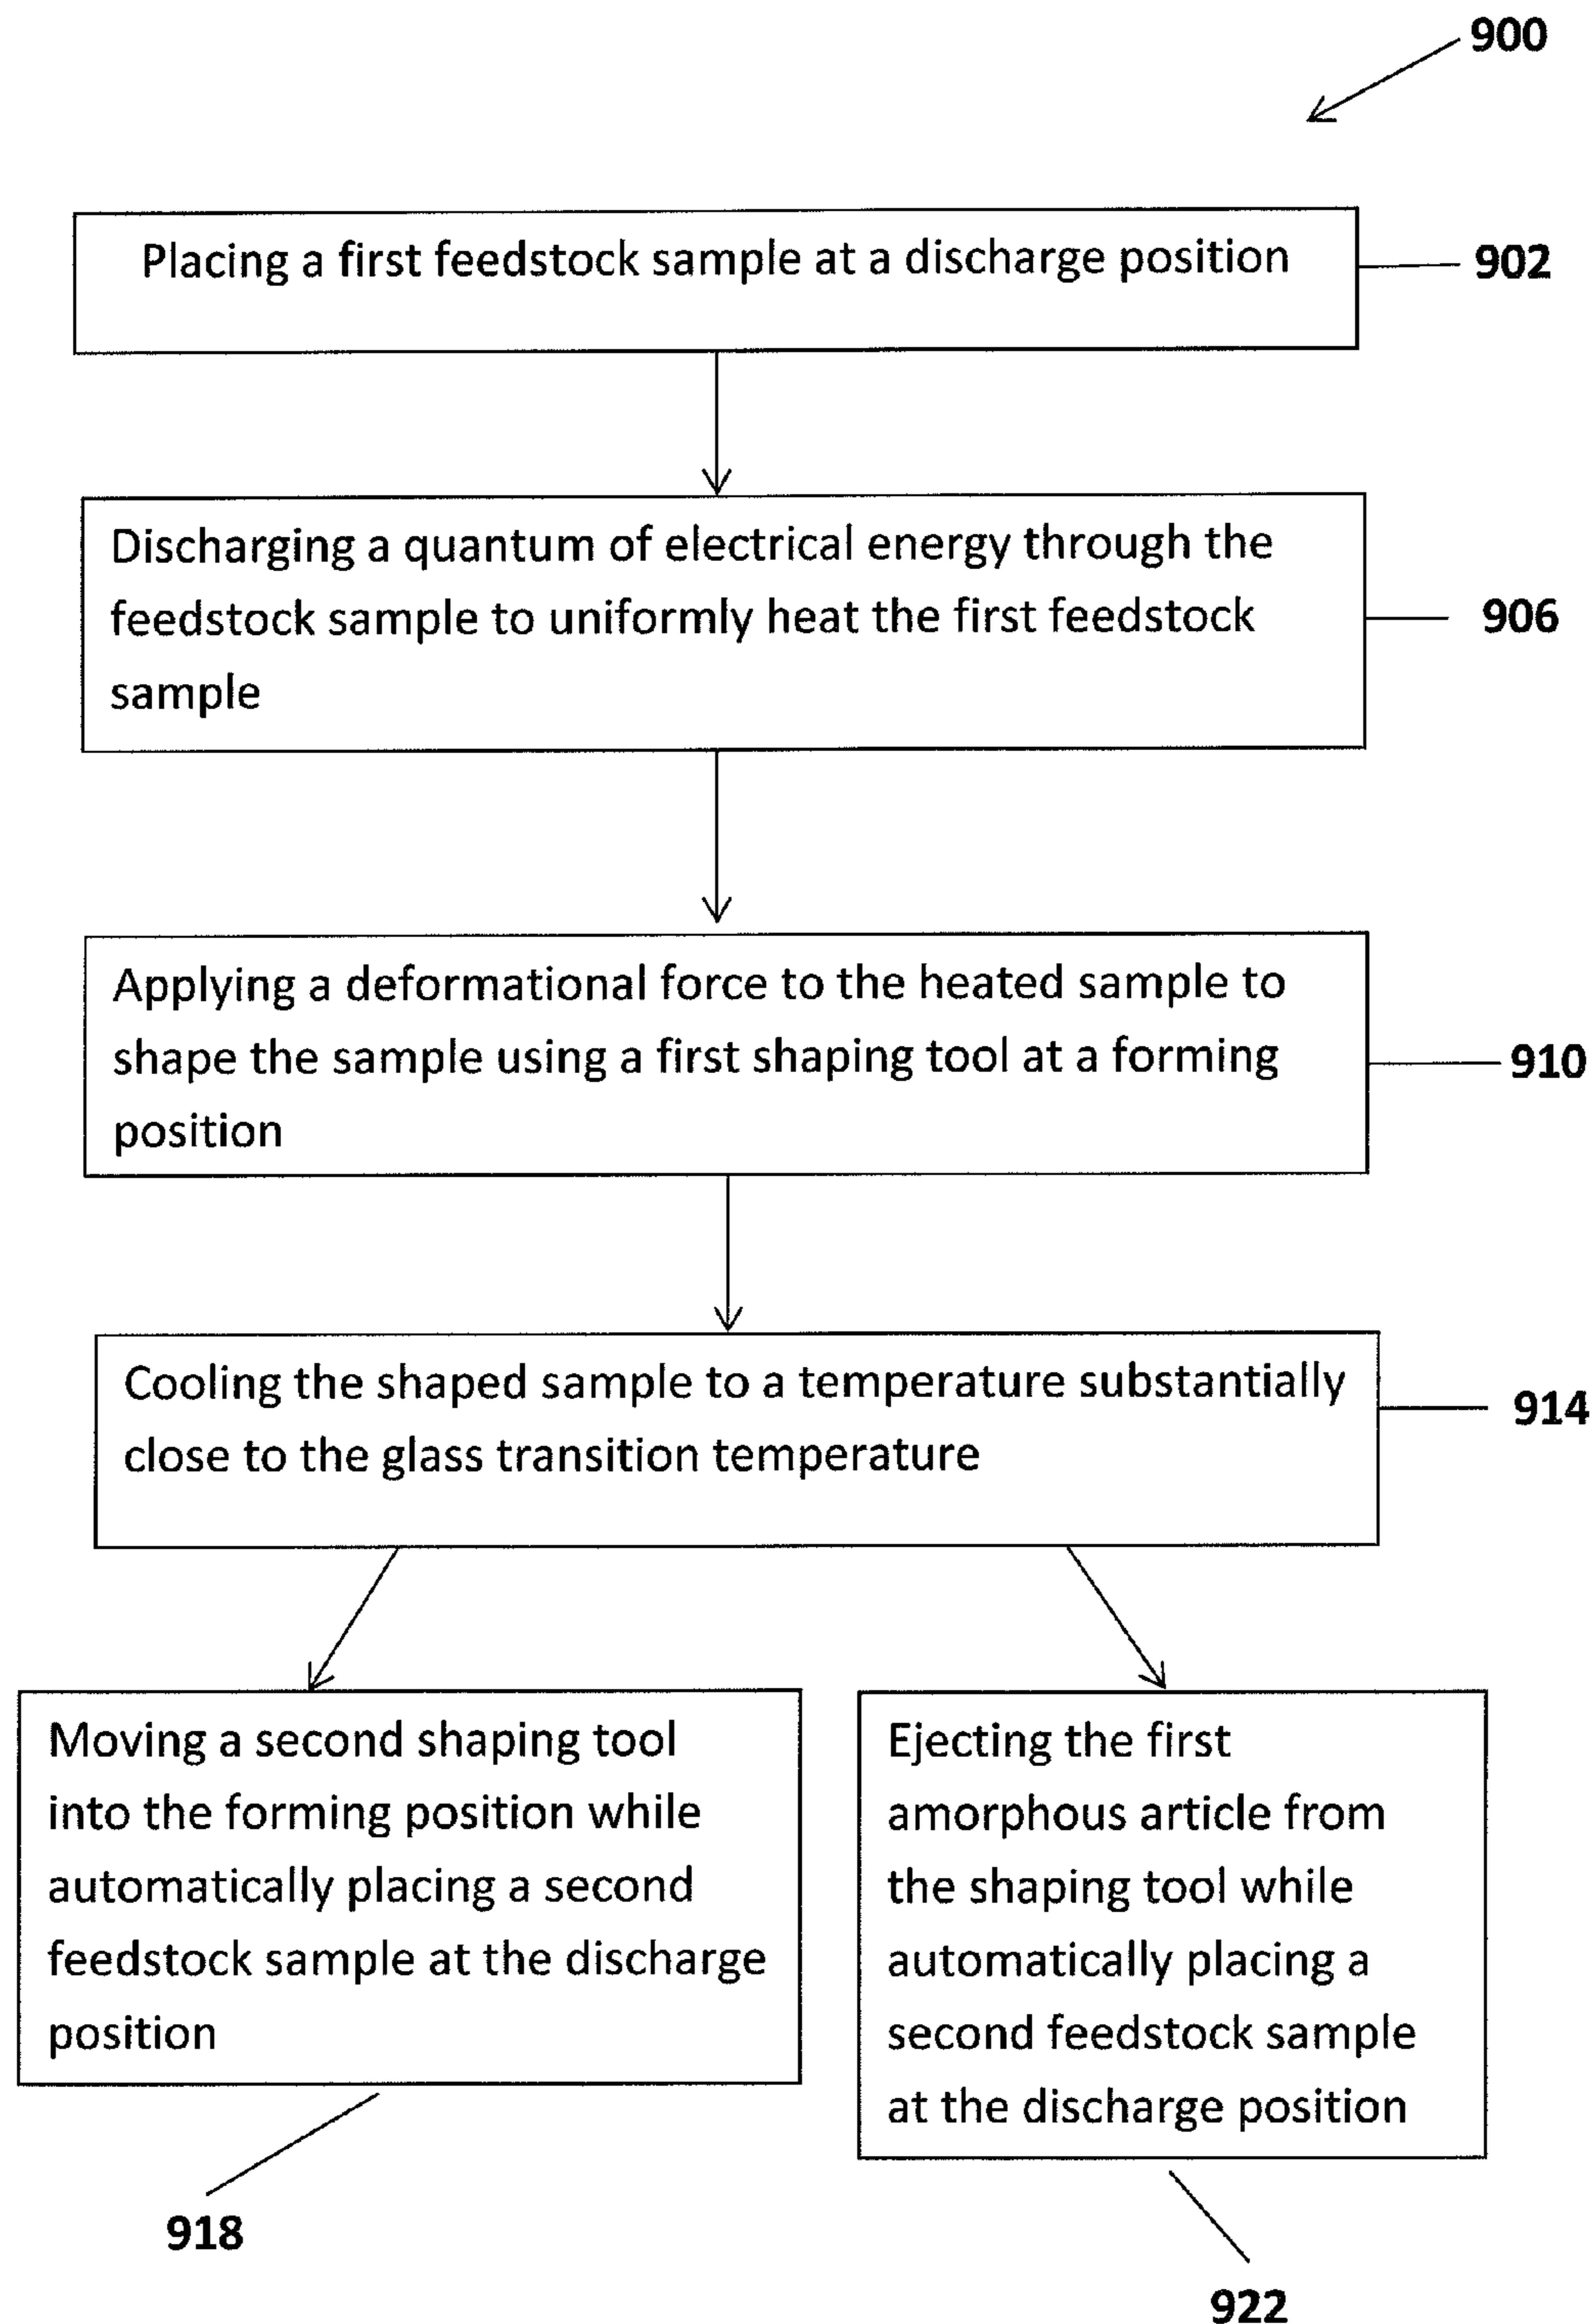 900
Placing a first feedstock sample at a discharge position
902
Discharging a quantum of electrical energy through the
feedstock sample to uniformly heat the first feedstock
sample
906
Applying a deformational force to the heated sample to
shape the sample using a first shaping tool at a forming
position
910
Cooling the shaped sample to a temperature substantially
close to the glass transition temperature
914
Moving a second shaping tool
into the forming position while
automatically placing a second
feedstock sample at the discharge
position
918
Ejecting the first
amorphous article from
the shaping tool while
automatically placing a
second feedstock sample
at the discharge position
922